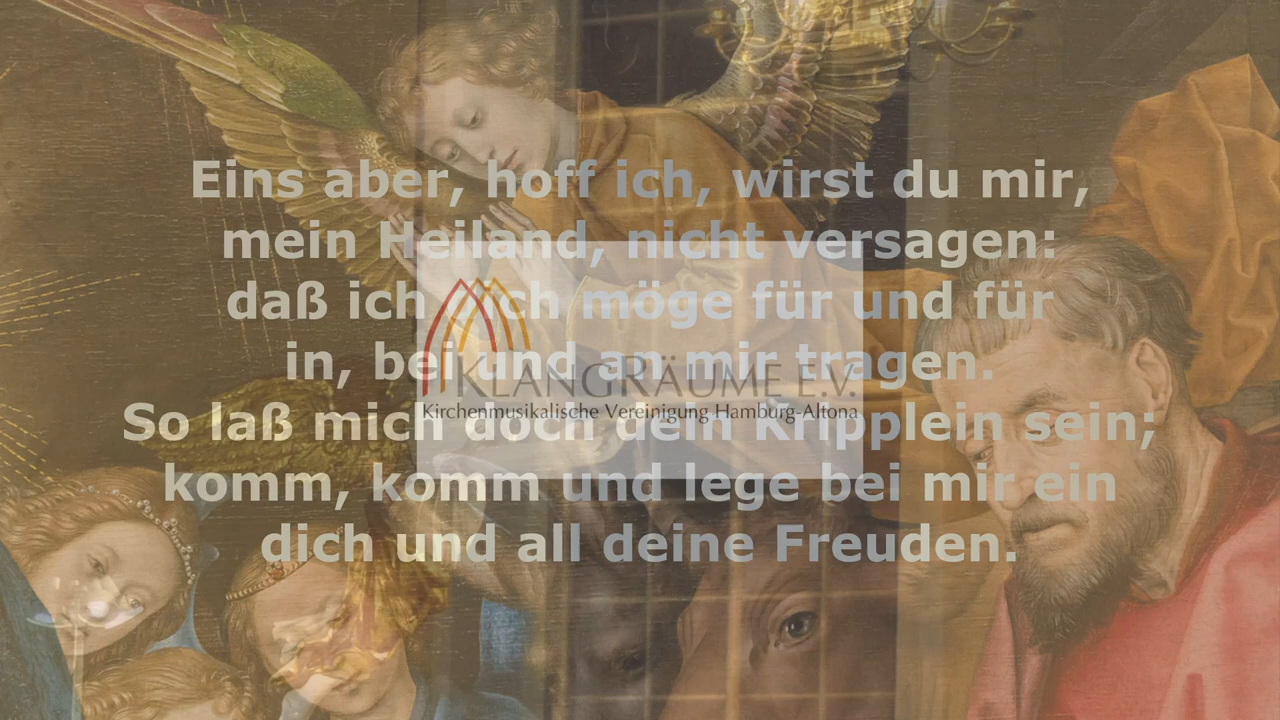 Eins aber, hoff ich, wirst du mir,
mein Heiland, nicht versagen:
daß ich dich möge für und für
in, bei und an mir tragen.
So laß mich doch dein Kripplein sein;
komm, komm und lege bei mir ein
dich und all deine Freuden.
KLANGRÄUME E.V.
Kirchenmusikalische Vereinigung Hamburg-Altona